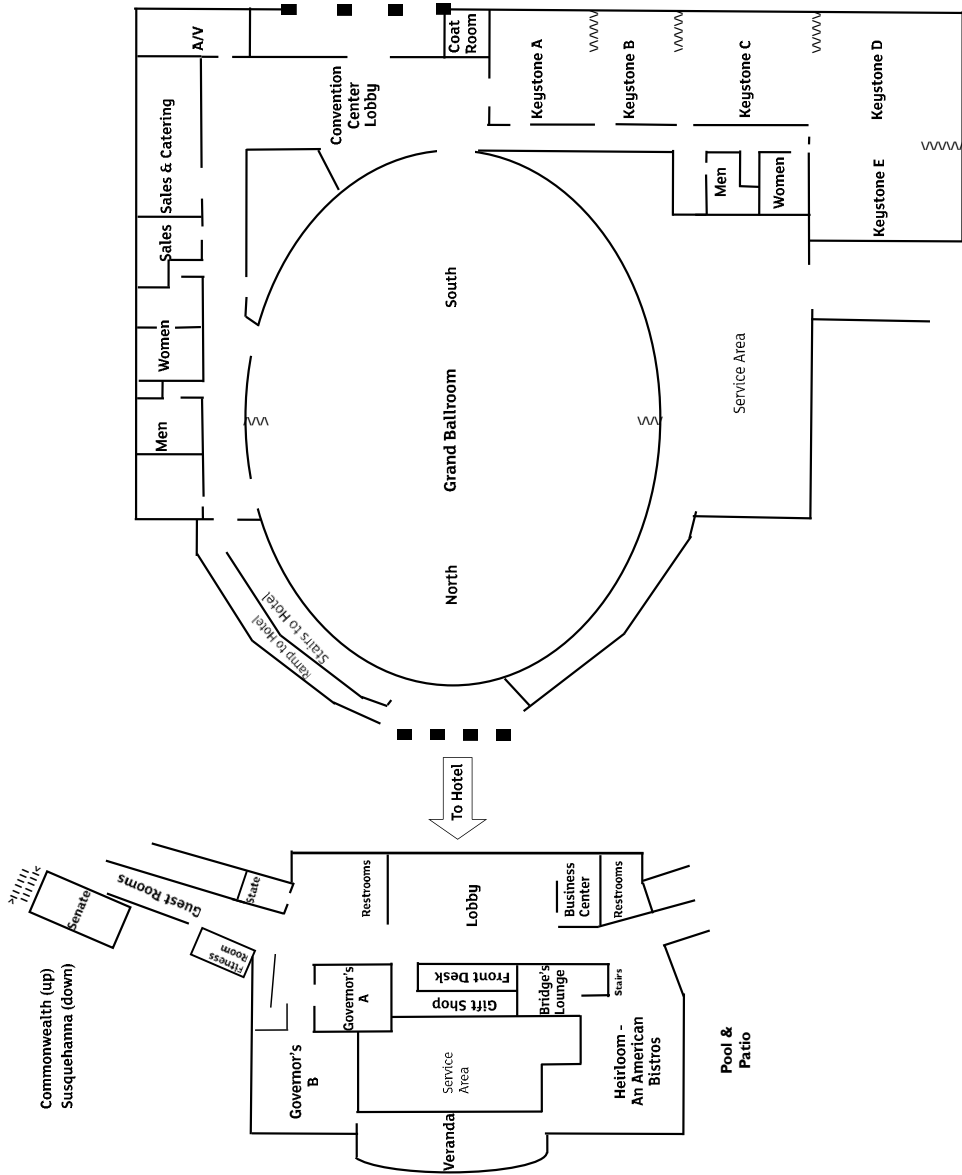 A/V
Coat
Room
Keystone A
Keystone B
Keystone C
Keystone D
Convention
Center
Lobby
Sales & Catering
Sales
Men
Women
Keystone E
South
Women
Service Area
Grand Ballroom
Men
North
Stairs to Hotel
Ramp to Hotel
To Hotel
Guest Rooms
State
Senate
Fitness
Room
Restrooms
Lobby
Business
Center
Restrooms
Commonwealth (up)
Susquehanna (down)
Governor's
A
Front Desk
Gift Shop
Bridge's
Lounge
Stairs
Governor's
B
Service
Area
Heirloom -
An American
Bistros
Pool &
Patio
Veranda